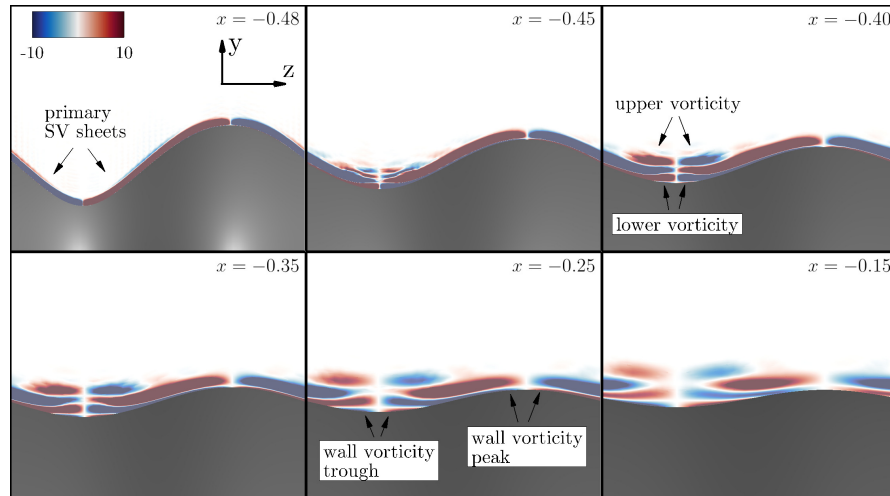 x = −0.48
x = −0.45
x = −0.40
-10
10
y
z
primary
SV sheets
upper vorticity
lower vorticity
x = −0.35
x = −0.25
x = −0.15
wall vorticity
trough
wall vorticity
peak